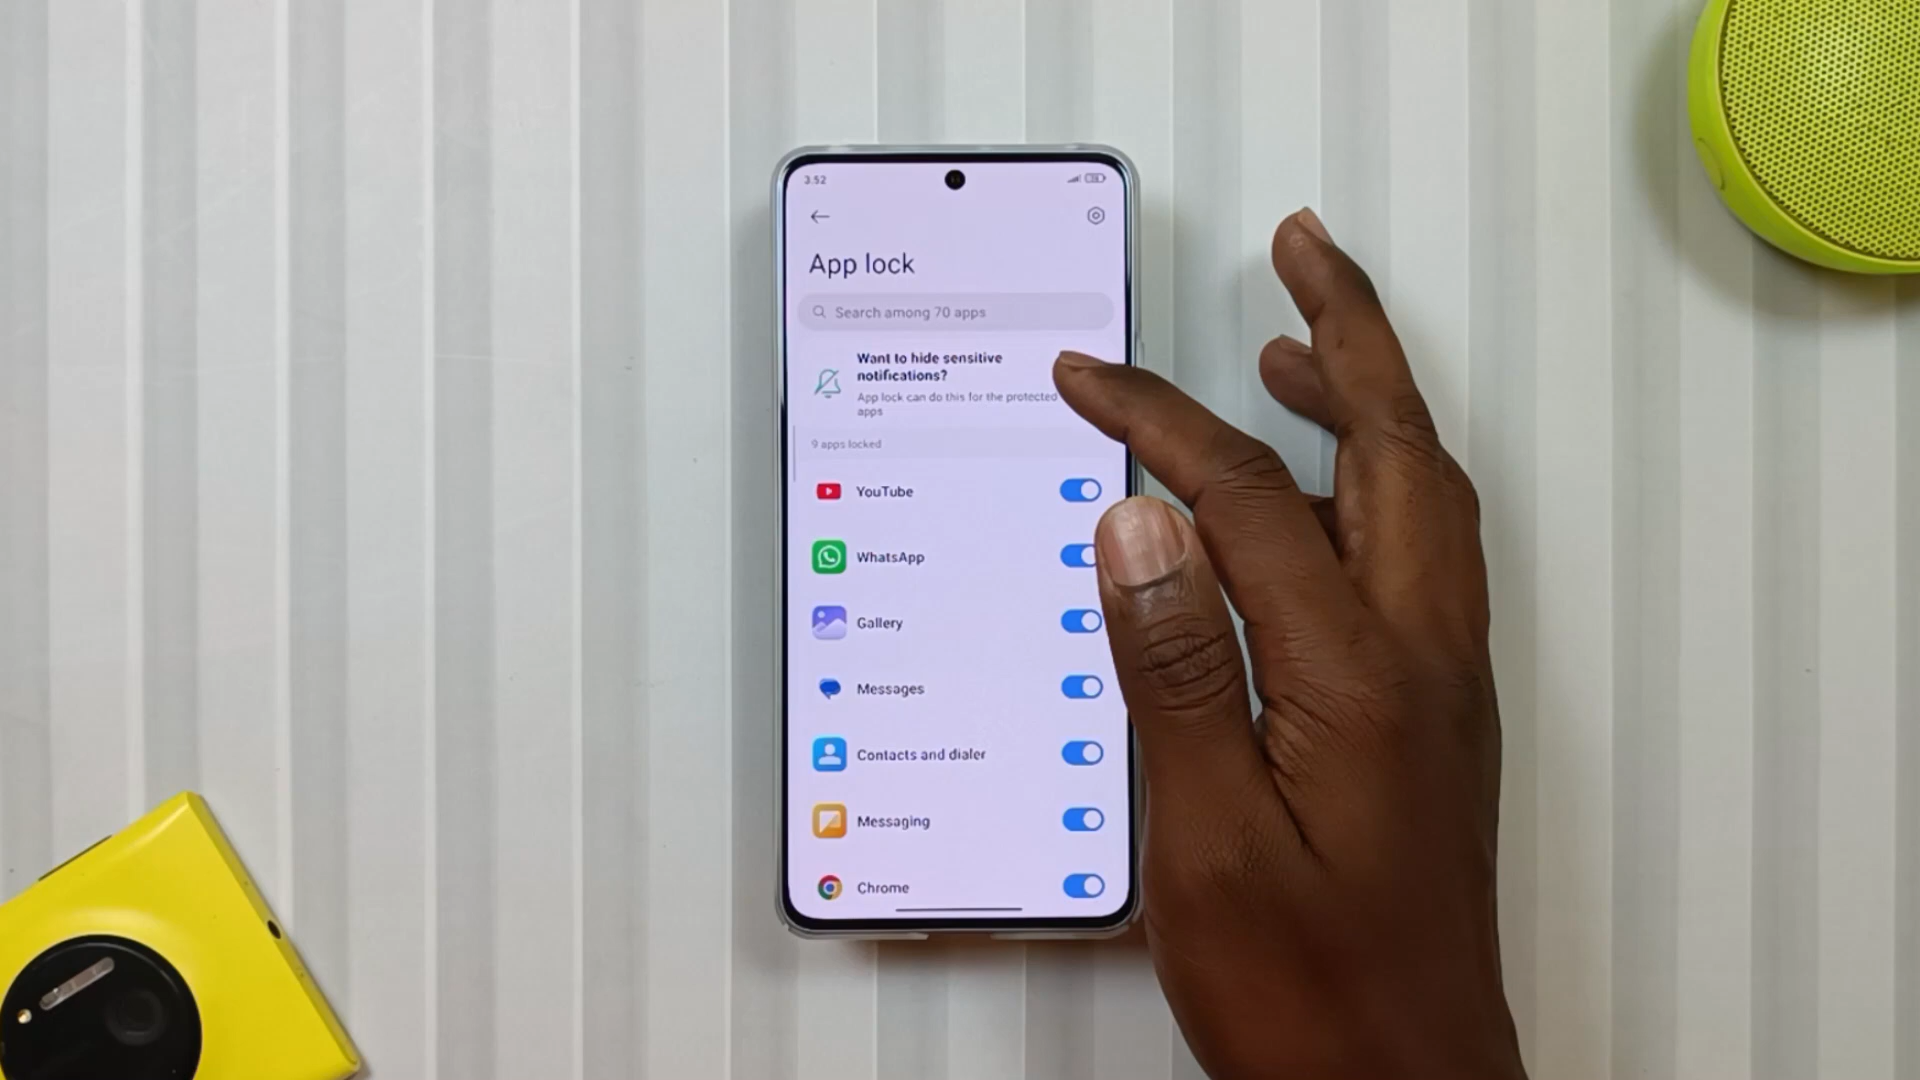 3.52
App lock
Search among 70 apps
Want to hide sensitive
notifications?
App lock can do this for the protected
apps
9 apps locked
YouTube
WhatsApp
Gallery
Messages
Contacts and dialer
Messaging
Chrome